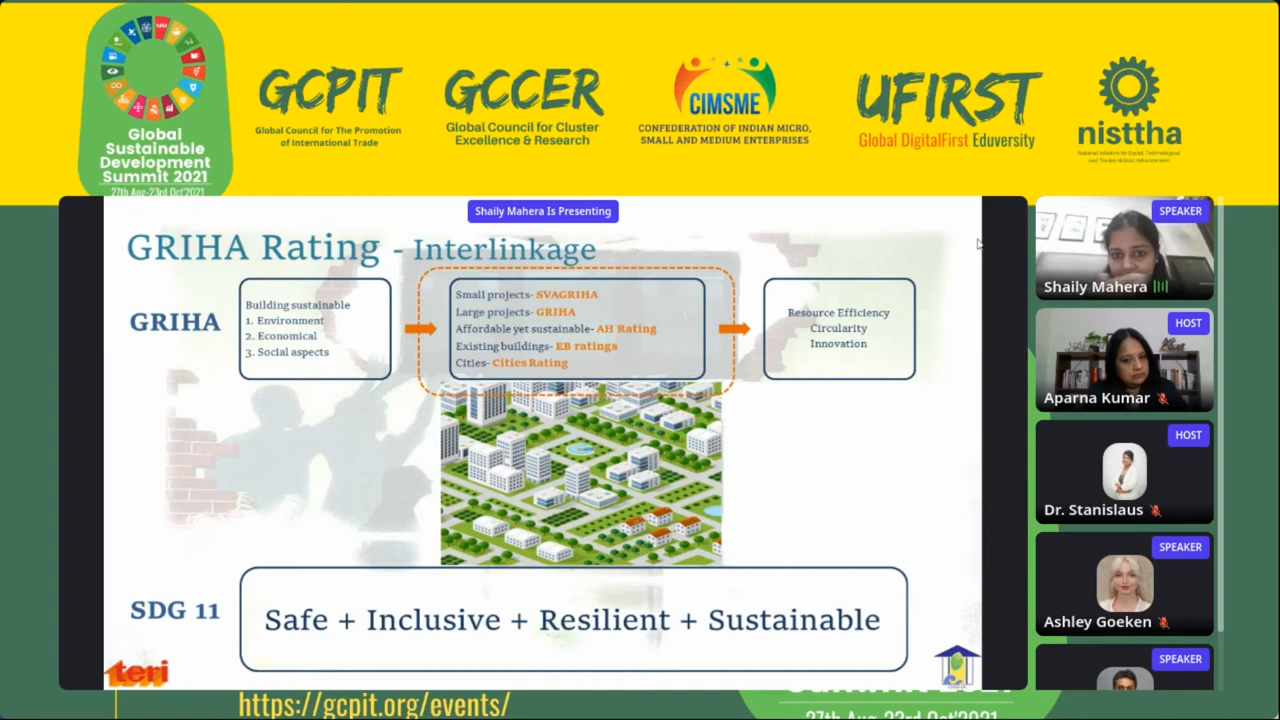 Global
Sustainable
Development
Summit 2021
27th Aug-23rd Oct'2021
GCPIT
Global Council for The Promotion
of International Trade
GCCER
Global Council for Cluster
Excellence & Research
CIMSME
CONFEDERATION OF INDIAN MICRO,
SMALL AND MEDIUM ENTERPRISES
UFIRST
Global DigitalFirst Eduversity
nisttha
Shaily Mahera Is Presenting
GRIHA Rating - Interlinkage
GRIHA
Building sustainable
1. Environment
2. Economical
3. Social aspects
Small projects- SVAGRIHA
Large projects- GRIHA
Affordable yet sustainable- AH Rating
Existing buildings- EB ratings
Cities- Cities Rating
Resource Efficiency
Circularity
Innovation
SDG 11
Safe + Inclusive + Resilient + Sustainable
teri
SPEAKER
Shaily Mahera
HOST
Aparna Kumar
HOST
Dr. Stanislaus
SPEAKER
Ashley Goeken
SPEAKER
https://gcpit.org/events/
27th Aug-23rd Oct'2021